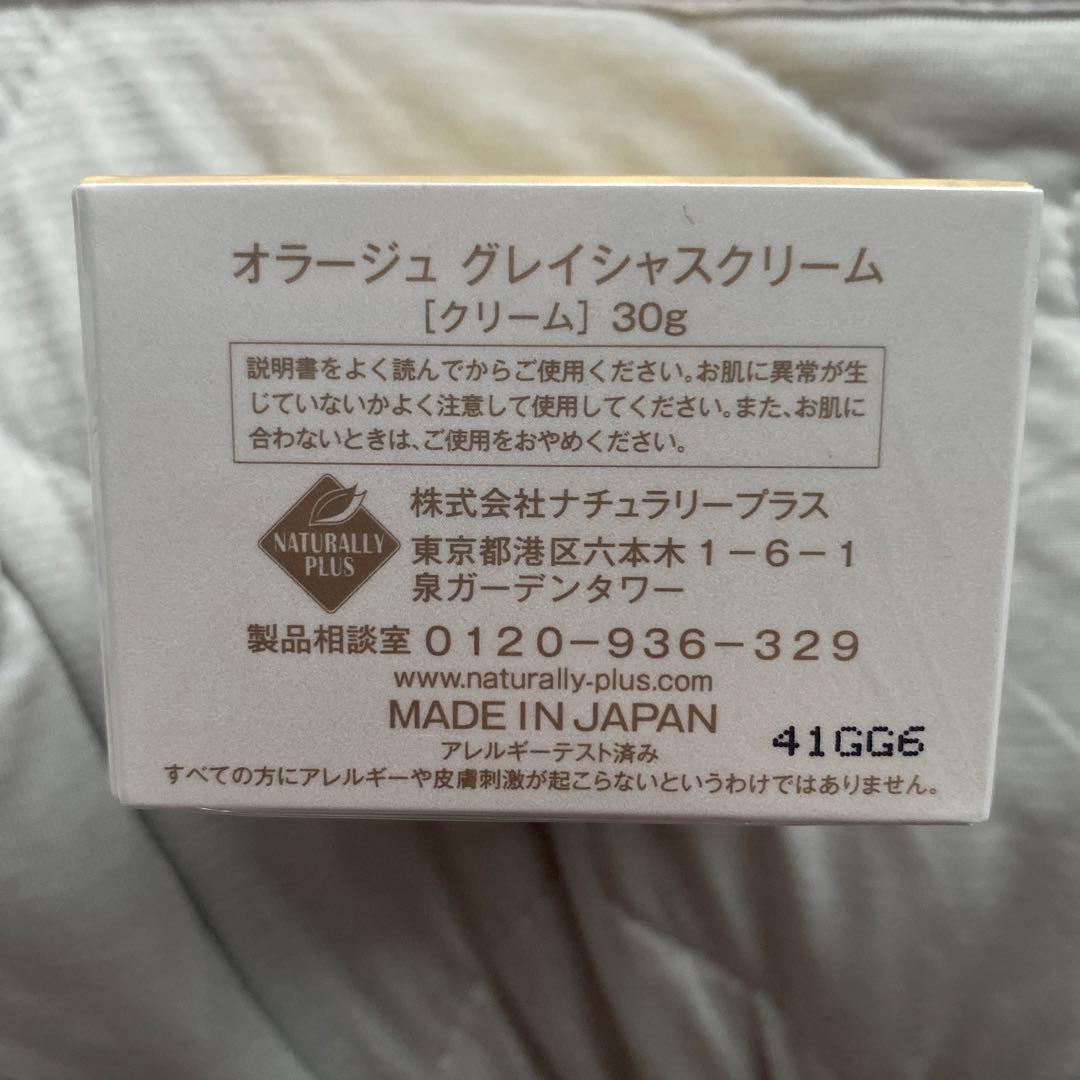 オラージュ グレイシャスクリーム
［クリーム］ 30g
説明書をよく読んでからご使用ください。お肌に異常が生
じていないかよく注意して使用してください。また、お肌に
合わないときは、ご使用をおやめください。
NATURALLY
PLUS
株式会社ナチュラリープラス
東京都港区六本木1－6－1
泉ガーデンタワー
製品相談室 0120－936－329
www.naturally-plus.com
MADE IN JAPAN
41GG6
アレルギーテスト済み
すべての方にアレルギーや皮膚刺激が起こらないというわけではありません。